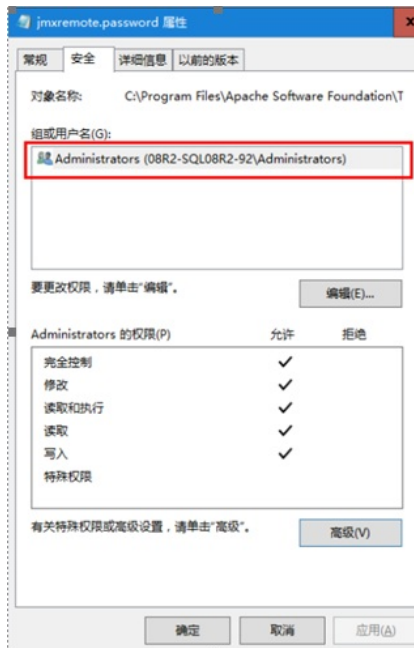 jmxremote.password 属性
常规 安全 详细信息 以前的版本
对象名称: C:\Program Files\Apache Software Foundation\T
组或用户名(G):
Administrators (08R2-SQL08R2-92\Administrators)
要更改权限，请单击"编辑"。 编辑(E)...
Administrators 的权限(P) 允许 拒绝
完全控制
修改
读取和执行
读取
写入
特殊权限
有关特殊权限或高级设置，请单击"高级"。 高级(V)
确定 取消 应用(A)